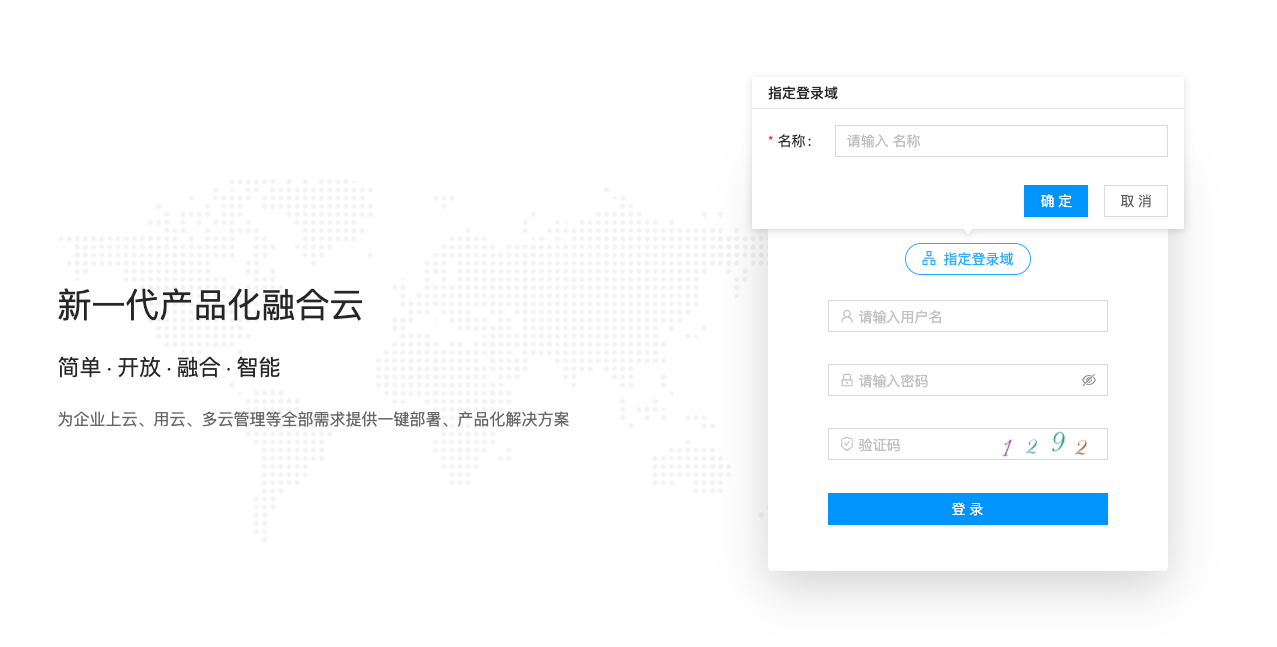 新一代产品化融合云
简单 · 开放 · 融合 · 智能
为企业上云、用云、多云管理等全部需求提供一键部署、产品化解决方案
指定登录域
* 名称:
请输入 名称
确 定
取 消
指定登录域
请输入用户名
请输入密码
验证码
1292
登 录